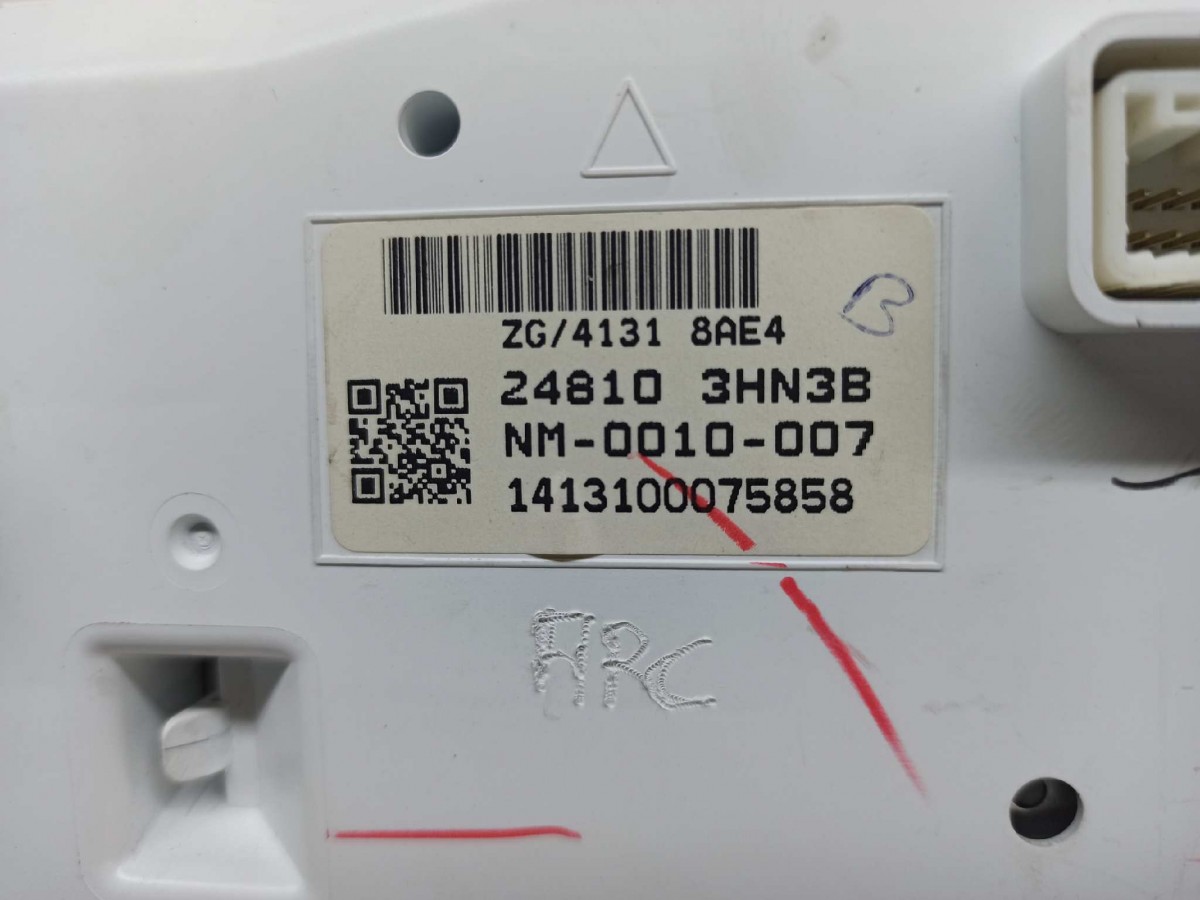 ZG/4131 8AE4
24810 3HN3B
NM-0010-007
1413100075858
ARC